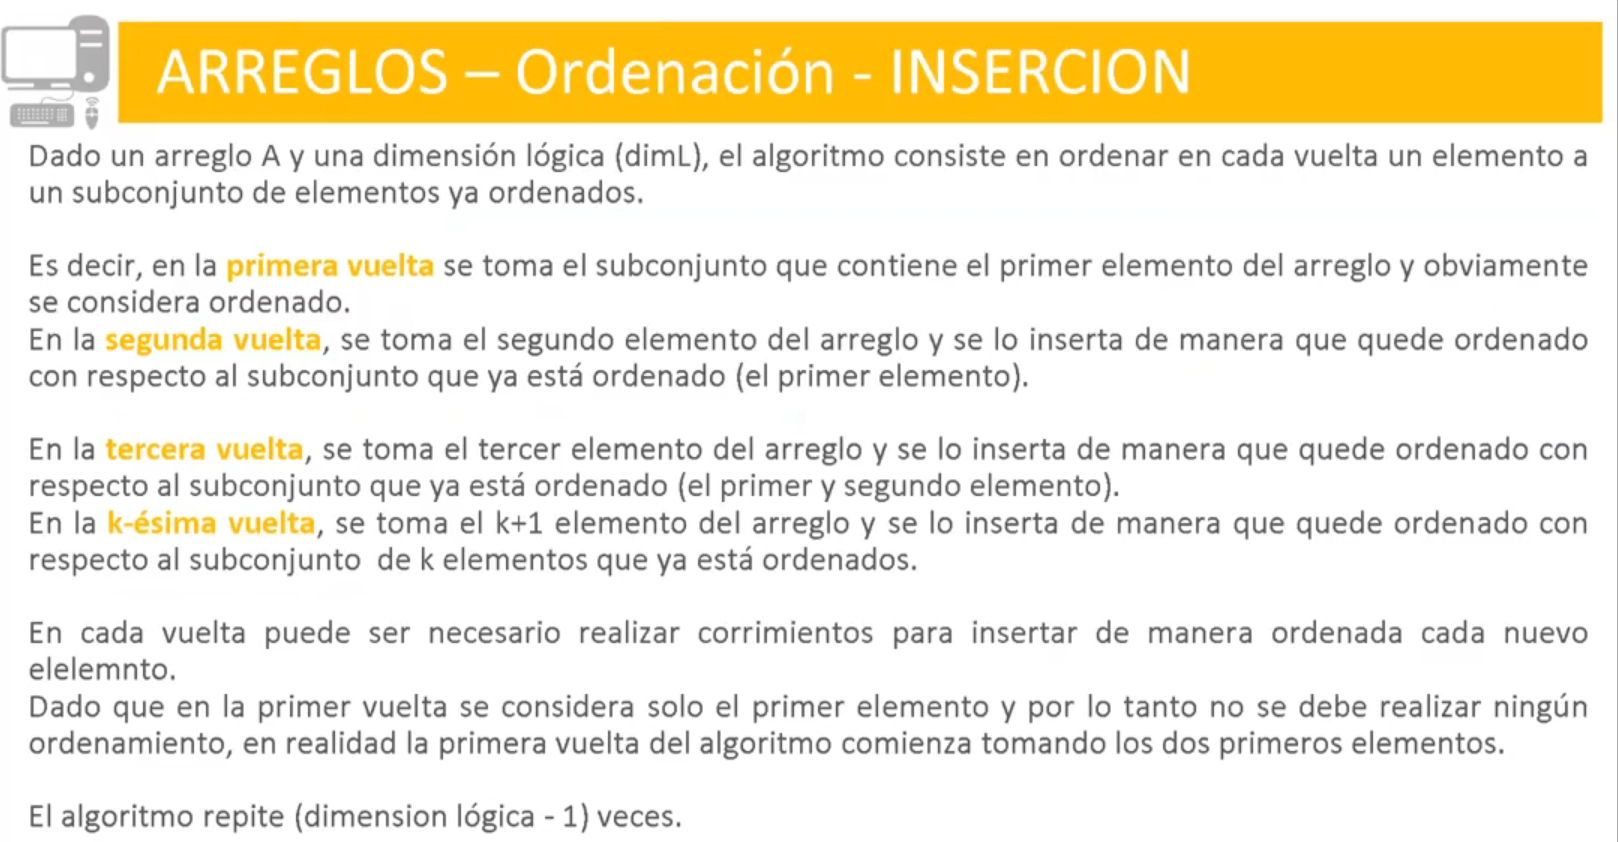 ARREGLOS – Ordenación - INSERCION
Dado un arreglo A y una dimensión lógica (dimL), el algoritmo consiste en ordenar en cada vuelta un elemento a
un subconjunto de elementos ya ordenados.
Es decir, en la primera vuelta se toma el subconjunto que contiene el primer elemento del arreglo y obviamente
se considera ordenado.
En la segunda vuelta, se toma el segundo elemento del arreglo y se lo inserta de manera que quede ordenado
con respecto al subconjunto que ya está ordenado (el primer elemento).
En la tercera vuelta, se toma el tercer elemento del arreglo y se lo inserta de manera que quede ordenado con
respecto al subconjunto que ya está ordenado (el primer y segundo elemento).
En la k-ésima vuelta, se toma el k+1 elemento del arreglo y se lo inserta de manera que quede ordenado con
respecto al subconjunto de k elementos que ya está ordenados.
En cada vuelta puede ser necesario realizar corrimientos para insertar de manera ordenada cada nuevo
elelemnto.
Dado que en la primer vuelta se considera solo el primer elemento y por lo tanto no se debe realizar ningún
ordenamiento, en realidad la primera vuelta del algoritmo comienza tomando los dos primeros elementos.
El algoritmo repite (dimension lógica - 1) veces.